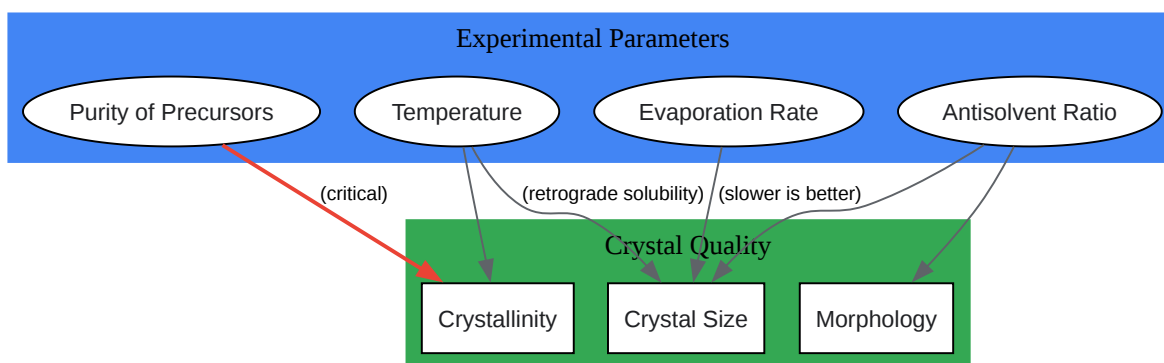 Experimental Parameters
Purity of Precursors
Temperature
Evaporation Rate
Antisolvent Ratio
(critical)
(retrograde solubility)
(slower is better)
Crystal Quality
Crystallinity
Crystal Size
Morphology